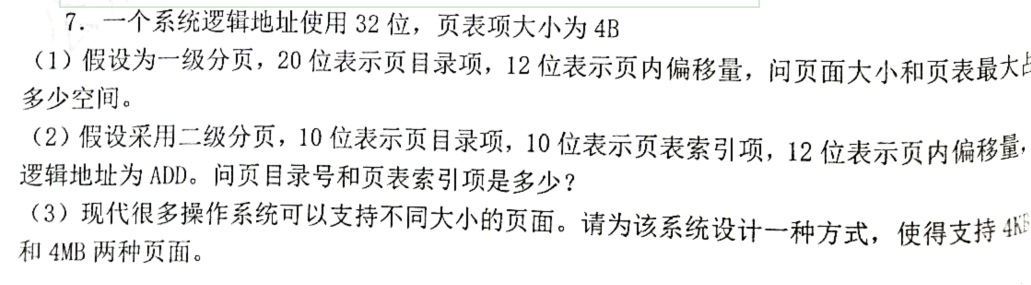 7. 一个系统逻辑地址使用 32 位，页表项大小为 4B
（1）假设为一级分页，20 位表示页目录项，12 位表示页内偏移量，问页面大小和页表最大
多少空间。
（2）假设采用二级分页，10 位表示页目录项，10 位表示页表索引项，12 位表示页内偏移量，
逻辑地址为 ADD。问页目录号和页表索引项是多少？
（3）现代很多操作系统可以支持不同大小的页面。请为该系统设计一种方式，使得支持 4K
和 4MB 两种页面。